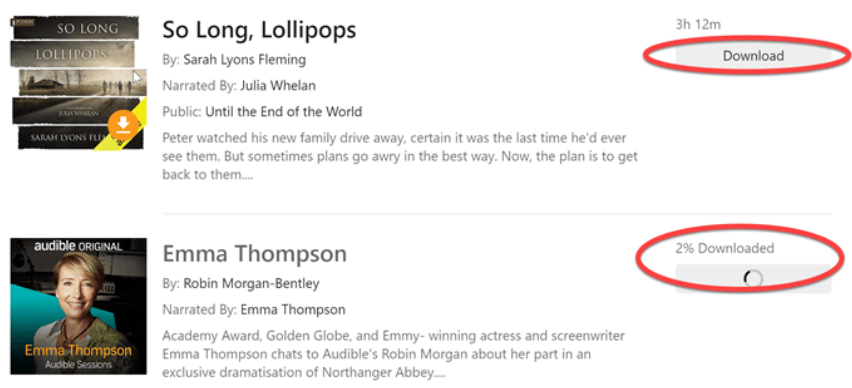 SO LONG
LOLLIPOPS
JULIA WHELAN
SARAH LYONS FLE
So Long, Lollipops
By: Sarah Lyons Fleming
Narrated By: Julia Whelan
Public: Until the End of the World
Peter watched his new family drive away, certain it was the last time he'd ever
see them. But sometimes plans go awry in the best way. Now, the plan is to get
back to them....
3h 12m
Download
audible ORIGINAL
Emma Thompson
Audible Sessions
Emma Thompson
By: Robin Morgan-Bentley
Narrated By: Emma Thompson
Academy Award, Golden Globe, and Emmy- winning actress and screenwriter
Emma Thompson chats to Audible's Robin Morgan about her part in an
exclusive dramatisation of Northanger Abbey....
2% Downloaded